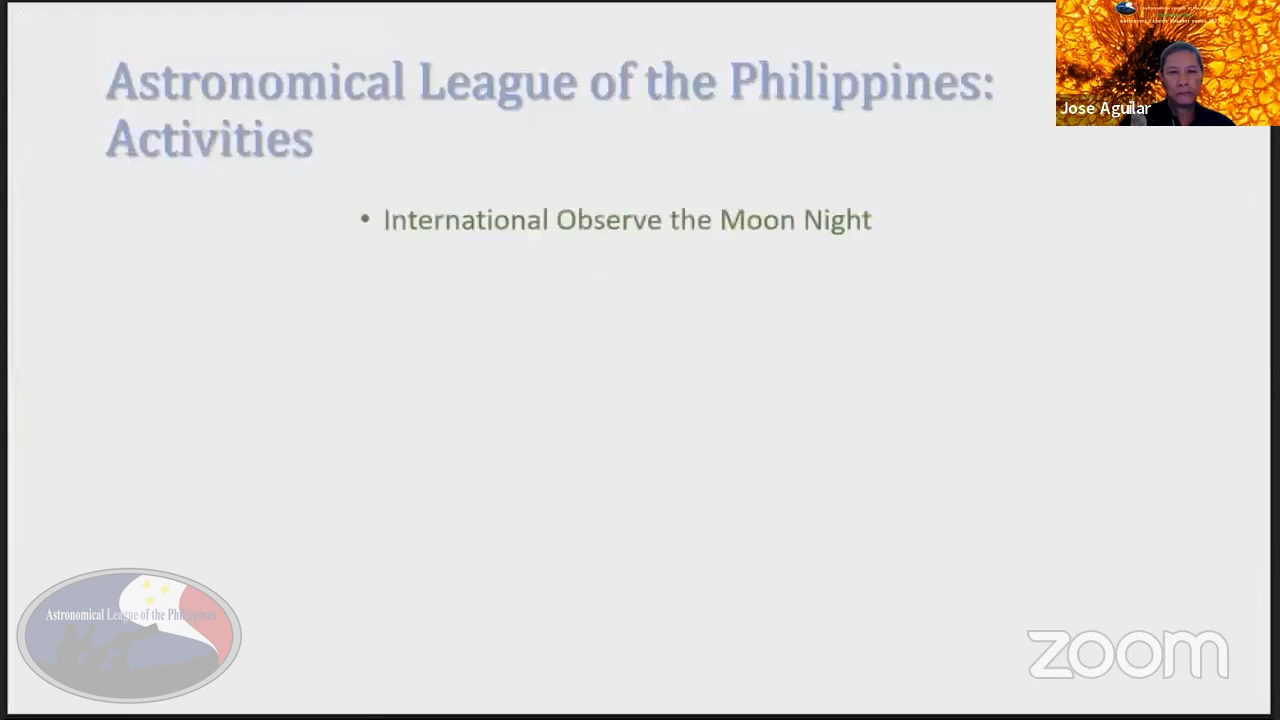 Astronomical League of the Philippines:
Activities
• International Observe the Moon Night
Jose Aguilar
Astronomical League of the Philippines
zoom